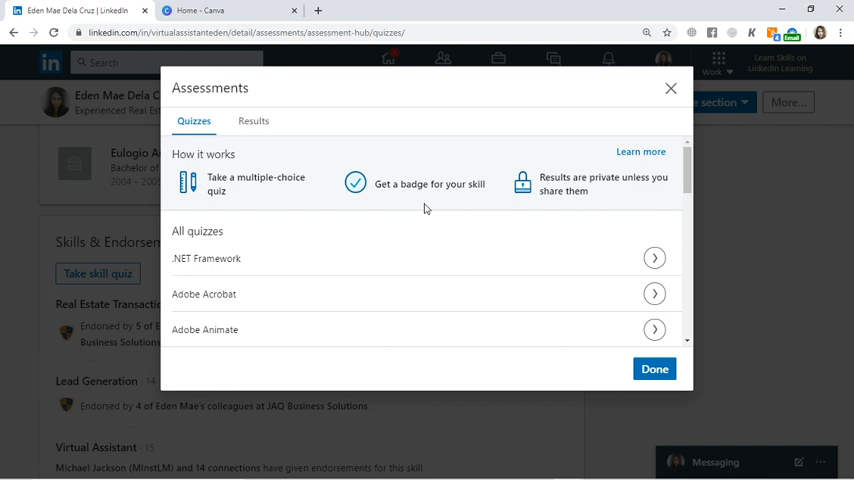 Eden Mae Dela Cruz | LinkedIn
Home - Canva
linkedin.com/in/virtualassistanteden/detail/assessments/assessment-hub/quizzes/
K
Email
in
Search
Work
Learn Skills on
LinkedIn Learning
Eden Mae Dela C
Experienced Real Est
e section
More...
Assessments
Quizzes
Results
How it works
Learn more
Take a multiple-choice
quiz
Get a badge for your skill
Results are private unless you
share them
All quizzes
.NET Framework
Adobe Acrobat
Adobe Animate
Done
Eulogio A
Bachelor of
2004 – 200
Skills & Endorsem
Take skill quiz
Real Estate Transactio
Endorsed by 5 of E
Business Solutions
Lead Generation · 14
Endorsed by 4 of Eden Mae's colleagues at JAQ Business Solutions
Virtual Assistant · 15
Michael Jackson (MInstLM) and 14 connections have given endorsements for this skill
Messaging